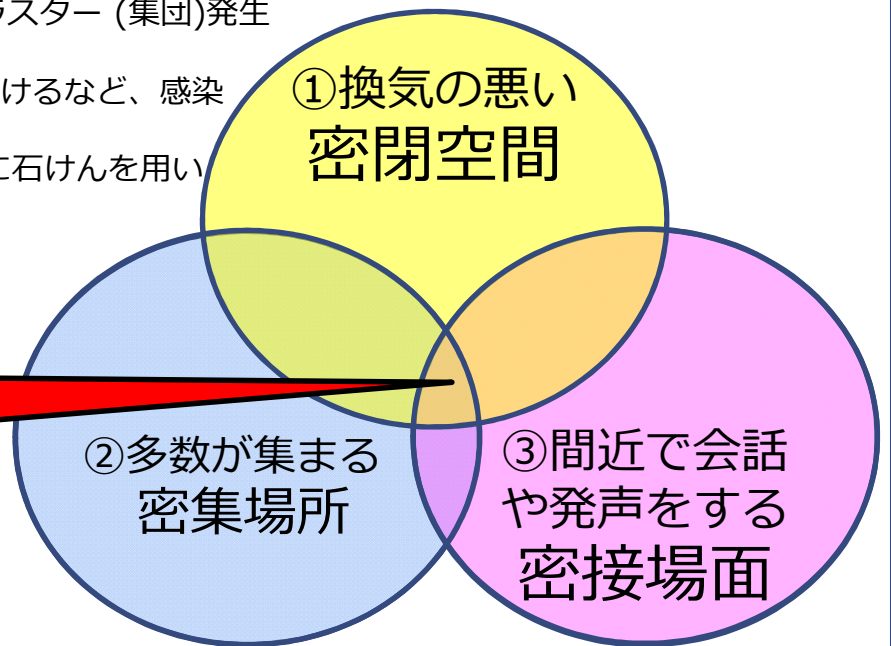 ラスター (集団)発生
けるなど、感染
に石けんを用い
①換気の悪い
密閉空間
②多数が集まる
密集場所
③間近で会話
や発声をする
密接場面